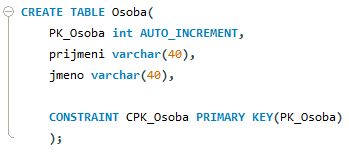 CREATE TABLE Osoba(
PK_Osoba int AUTO_INCREMENT,
prijmeni varchar(40),
jmeno varchar(40),
CONSTRAINT CPK_Osoba PRIMARY KEY(PK_Osoba)
);